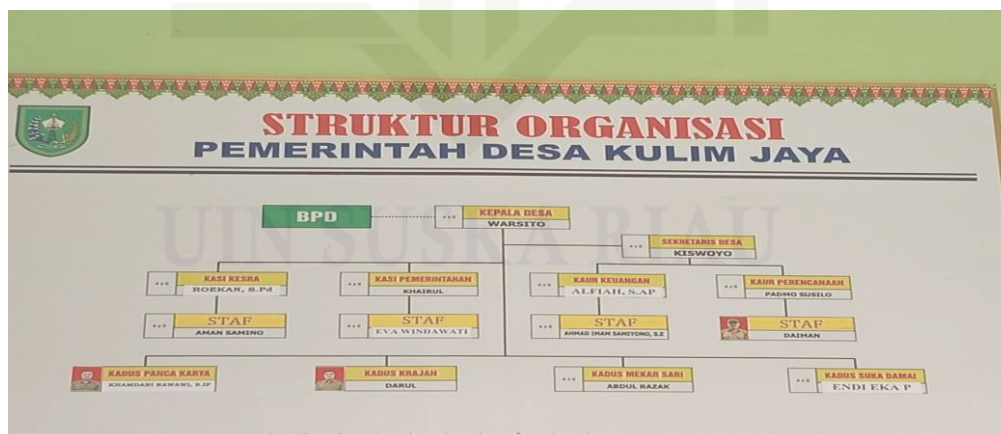 STRUKTUR ORGANISASI
PEMERINTAH DESA KULIM JAYA
UIN SUSKA RIAU
BPD
KEPALA DESA
WARSITO
SEKRETARIS DESA
KISWOYO
KASI KESRA
ROEKAN, S.Pd
KASI PEMERINTAHAN
KHAIRUL
KAUR KEUANGAN
ALFIAH, S.AP
KAUR PERENCANAAN
PADMO SUSILO
STAF
AMAN SAMINO
STAF
EVA WINDAWATI
STAF
AHMAD IMAM SAMIYONO, S.E
STAF
DAIMAN
KADUS PANCA KARYA
KHAMDANI KAWAWI, S.IP
KADUS KRAJAN
DARUL
KADUS MEKAR SARI
ABDUL RAZAK
KADUS SUKA DAMAI
ENDI EKA P